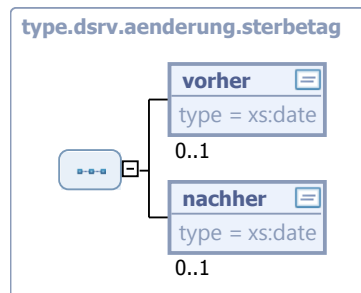 type.dsrv.aenderung.sterbetag
vorher
type = xs:date
0..1
nachher
type = xs:date
0..1